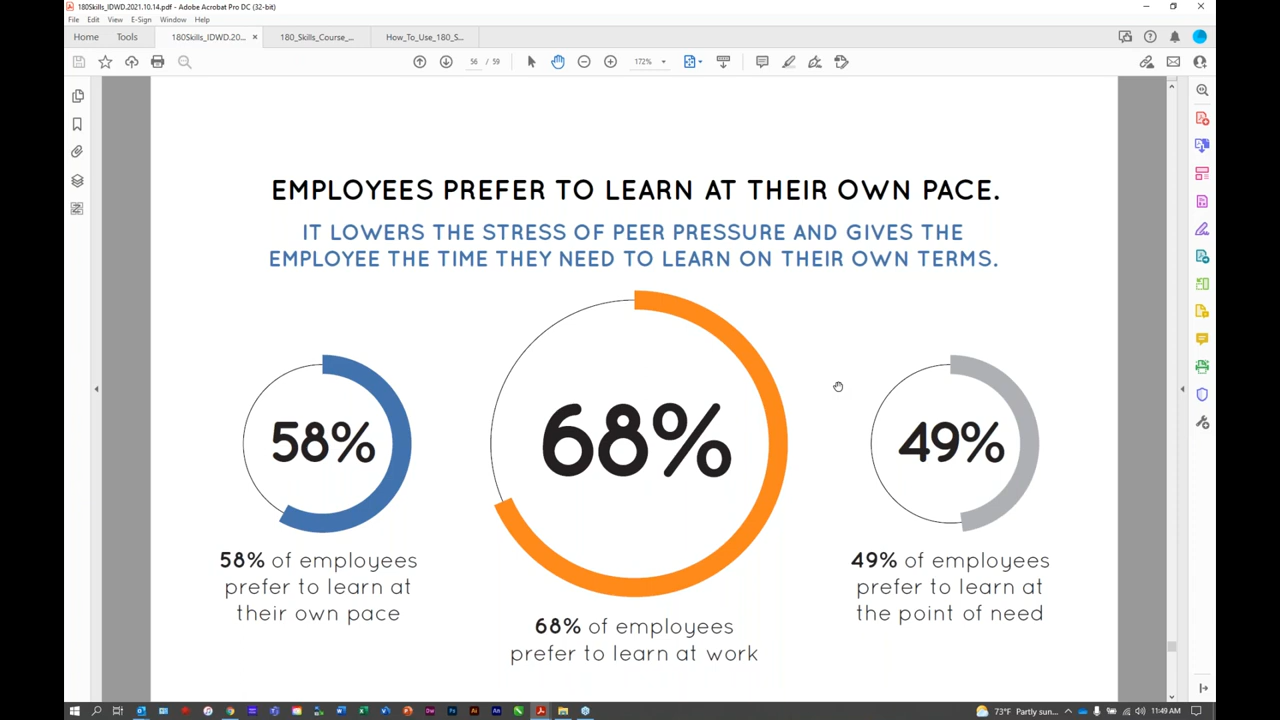 180Skills_IDWD.2021.10.14.pdf - Adobe Acrobat Pro DC (32-bit)
File Edit View E-Sign Window Help
Home Tools 180Skills_IDWD.20... × 180_Skills_Course_... How_To_Use_180_S...
56 / 59 172%
EMPLOYEES PREFER TO LEARN AT THEIR OWN PACE.
IT LOWERS THE STRESS OF PEER PRESSURE AND GIVES THE
EMPLOYEE THE TIME THEY NEED TO LEARN ON THEIR OWN TERMS.
58%
68%
49%
58% of employees
prefer to learn at
their own pace
68% of employees
prefer to learn at work
49% of employees
prefer to learn at
the point of need
73°F Partly sun... 11:49 AM